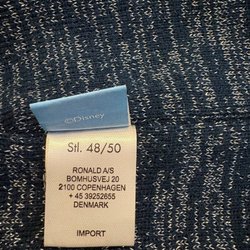 ©Disney
Stl. 48/50
RONALD A/S
BOMHUSVEJ 20
2100 COPENHAGEN
+ 45 39252655
DENMARK
IMPORT